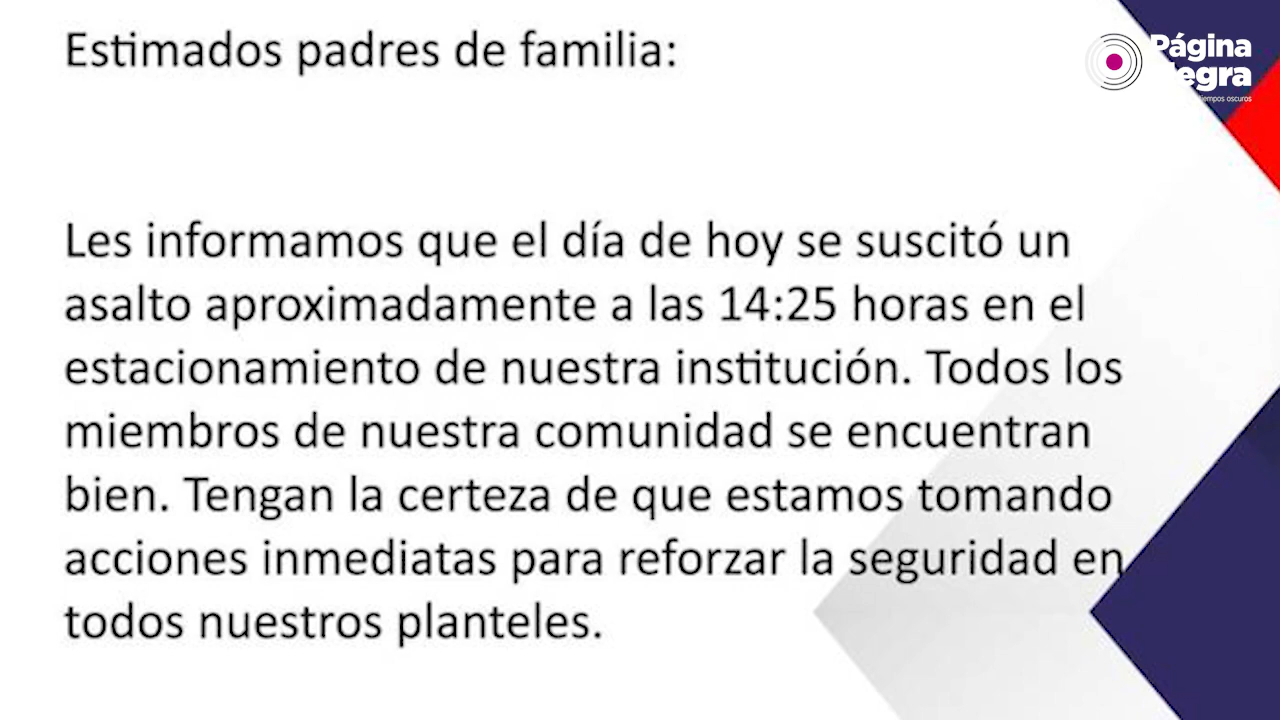 Estimados padres de familia:
Página
Les informamos que el día de hoy se suscitó un
asalto aproximadamente a las 14:25 horas en el
estacionamiento de nuestra institución. Todos los
miembros de nuestra comunidad se encuentran
bien. Tengan la certeza de que estamos tomando
acciones inmediatas para reforzar la seguridad en
todos nuestros planteles.